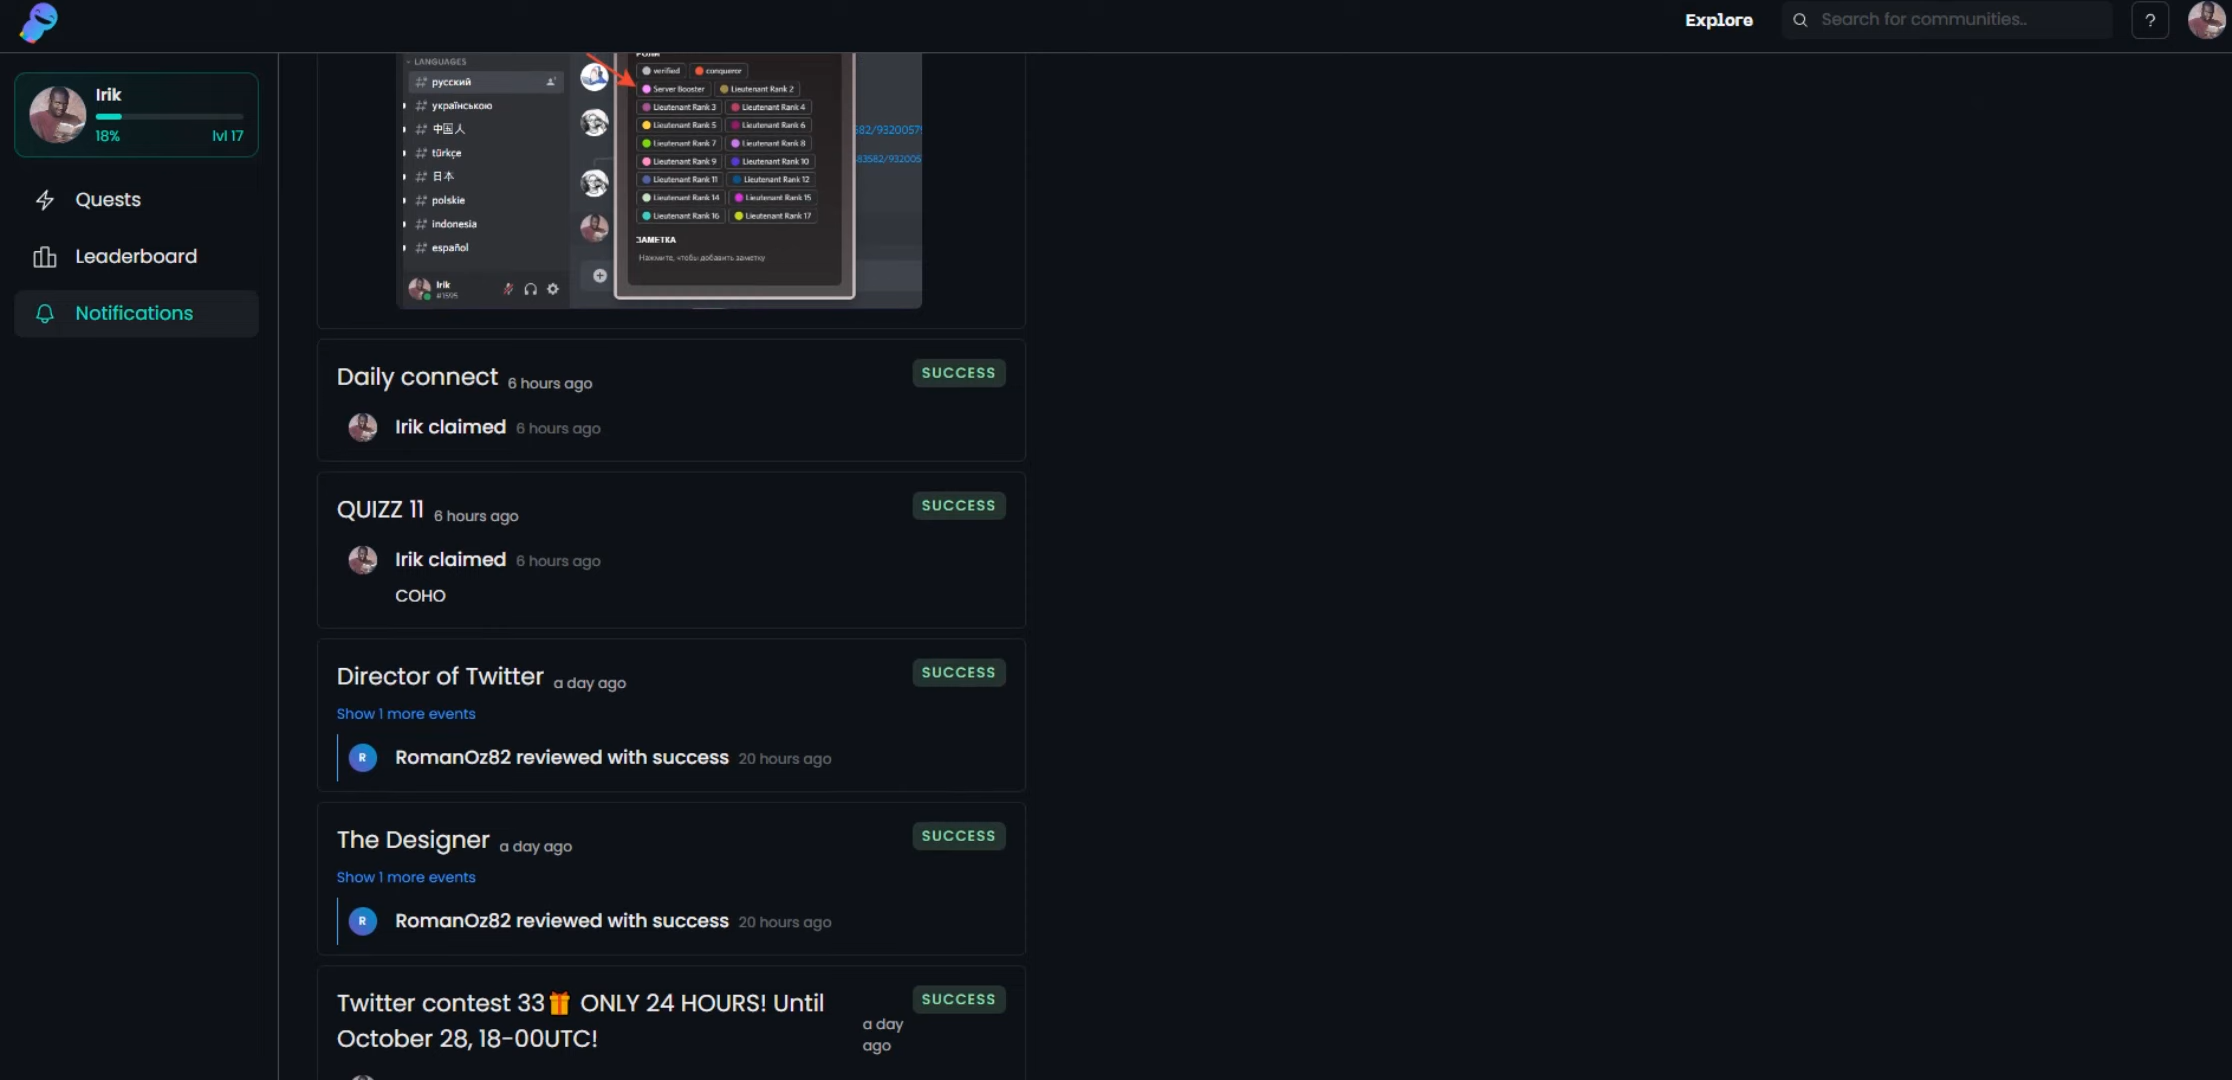 Explore
Search for communities..
?
Irik
18%
lvl 17
Quests
Leaderboard
Notifications
LANGUAGES
русский
українською
中国人
türkçe
日本
polskie
indonesia
español
Irik
#1595
РОЛИ
verified
conqueror
Server Booster
Lieutenant Rank 2
Lieutenant Rank 3
Lieutenant Rank 4
Lieutenant Rank 5
Lieutenant Rank 6
Lieutenant Rank 7
Lieutenant Rank 8
Lieutenant Rank 9
Lieutenant Rank 10
Lieutenant Rank 11
Lieutenant Rank 12
Lieutenant Rank 14
Lieutenant Rank 15
Lieutenant Rank 16
Lieutenant Rank 17
ЗАМЕТКА
Нажмите, чтобы добавить заметку
Daily connect 6 hours ago
SUCCESS
Irik claimed 6 hours ago
QUIZZ 11 6 hours ago
SUCCESS
Irik claimed 6 hours ago
COHO
Director of Twitter a day ago
SUCCESS
Show 1 more events
R
RomanOz82 reviewed with success 20 hours ago
The Designer a day ago
SUCCESS
Show 1 more events
R
RomanOz82 reviewed with success 20 hours ago
Twitter contest 33🎁 ONLY 24 HOURS! Until
October 28, 18-00UTC!
a day
ago
SUCCESS